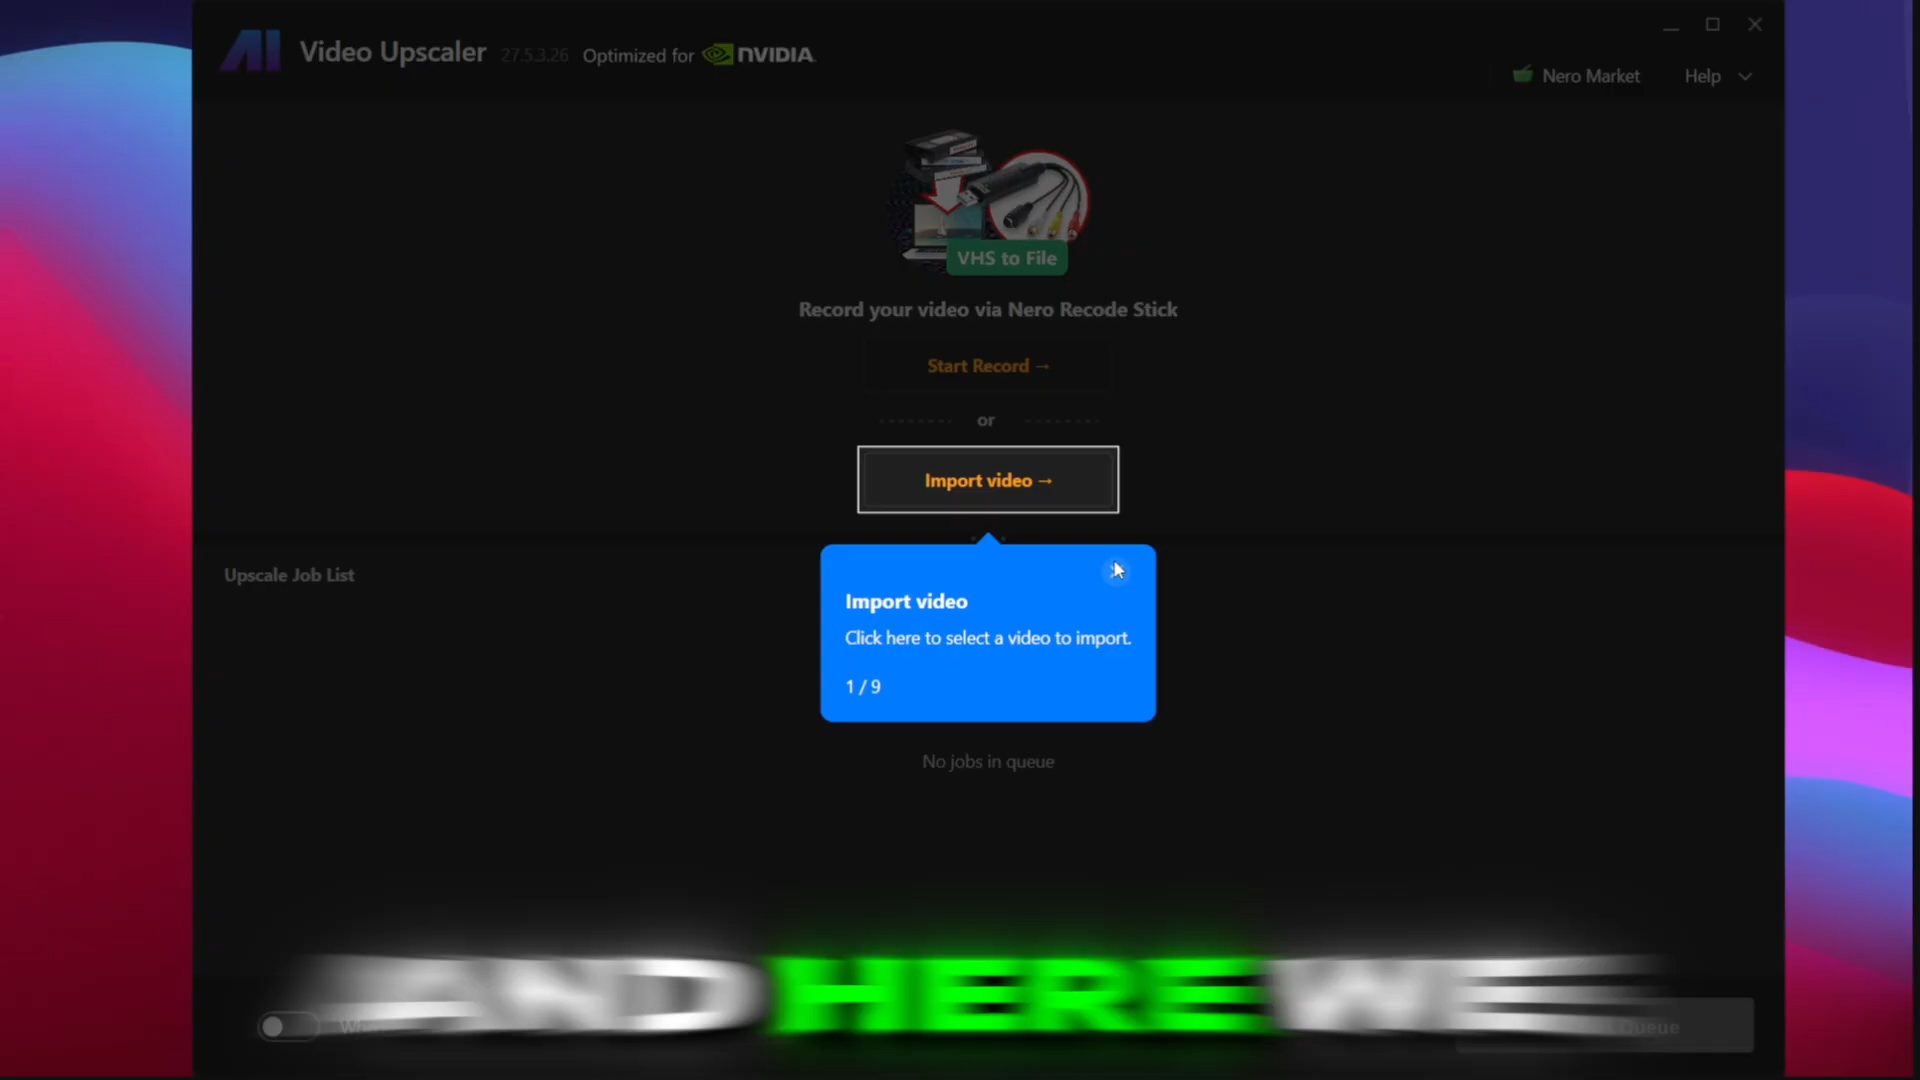 AI Video Upscaler 27.5.3.26 Optimized for NVIDIA
Nero Market Help
VHS to File
Record your video via Nero Recode Stick
Start Record →
or
Import video →
Upscale Job List
Import video
Click here to select a video to import.
1 / 9
No jobs in queue
AND HERE WE
Queue